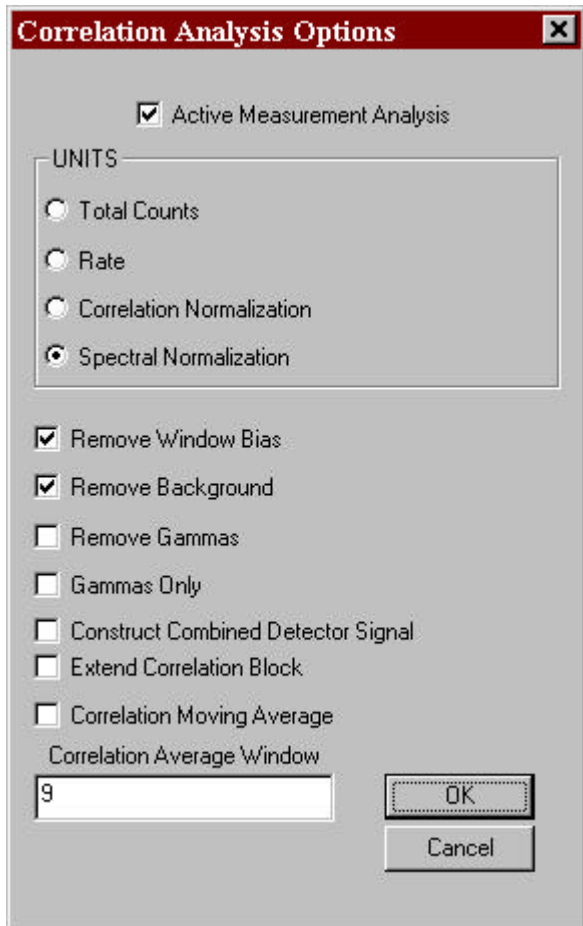 Correlation Analysis Options
Active Measurement Analysis
UNITS
Total Counts
Rate
Correlation Normalization
Spectral Normalization
Remove Window Bias
Remove Background
Remove Gammas
Gammas Only
Construct Combined Detector Signal
Extend Correlation Block
Correlation Moving Average
Correlation Average Window
9
OK
Cancel